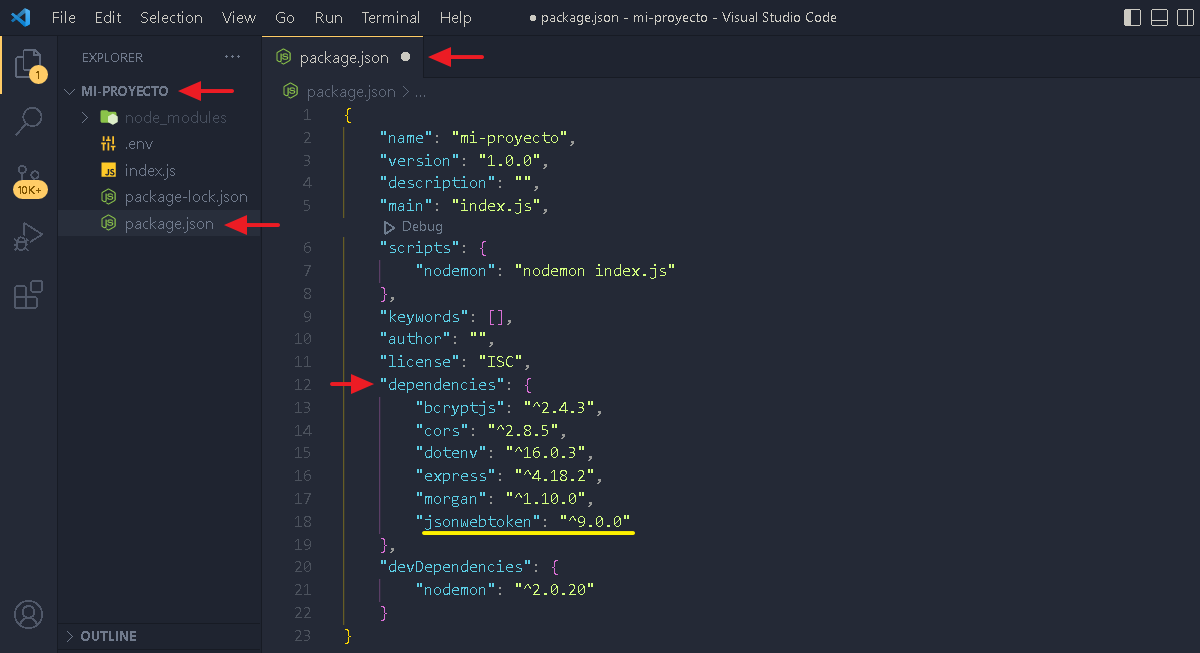 File Edit Selection View Go Run Terminal Help ● package.json - mi-proyecto - Visual Studio Code
EXPLORER ...
MI-PROYECTO
node_modules
.env
index.js
package-lock.json
package.json
OUTLINE
1
10K+
package.json ●
package.json > ...
1 {
2 "name": "mi-proyecto",
3 "version": "1.0.0",
4 "description": "",
5 "main": "index.js",
Debug
6 "scripts": {
7 "nodemon": "nodemon index.js"
8 },
9 "keywords": [],
10 "author": "",
11 "license": "ISC",
12 "dependencies": {
13 "bcryptjs": "^2.4.3",
14 "cors": "^2.8.5",
15 "dotenv": "^16.0.3",
16 "express": "^4.18.2",
17 "morgan": "^1.10.0",
18 "jsonwebtoken": "^9.0.0"
19 },
20 "devDependencies": {
21 "nodemon": "^2.0.20"
22 }
23 }